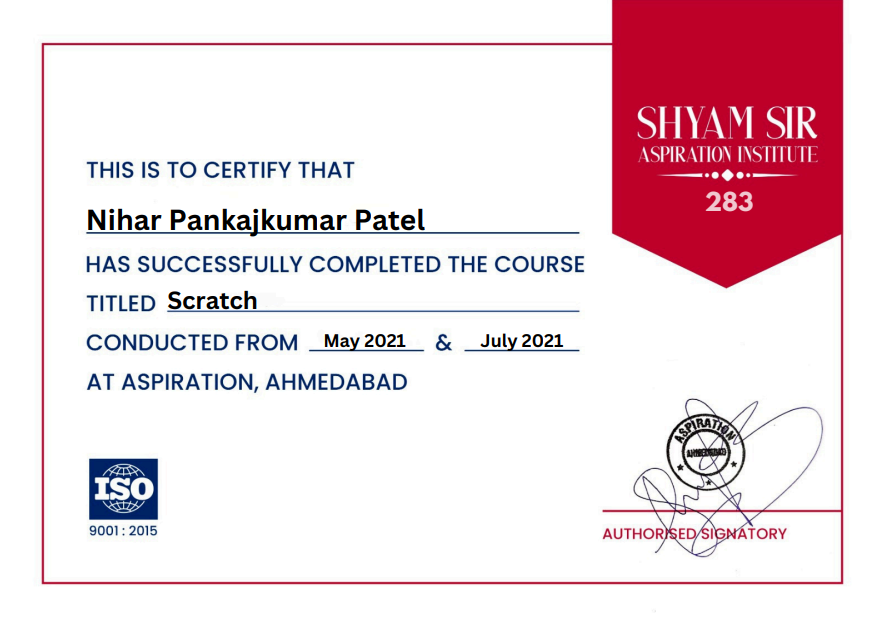 SHYAM SIR
ASPIRATION INSTITUTE
283
THIS IS TO CERTIFY THAT
Nihar Pankajkumar Patel
HAS SUCCESSFULLY COMPLETED THE COURSE
TITLED Scratch
CONDUCTED FROM May 2021 & July 2021
AT ASPIRATION, AHMEDABAD
ASPIRATION
AHMEDABAD
ISO
9001 : 2015
AUTHORISED SIGNATORY